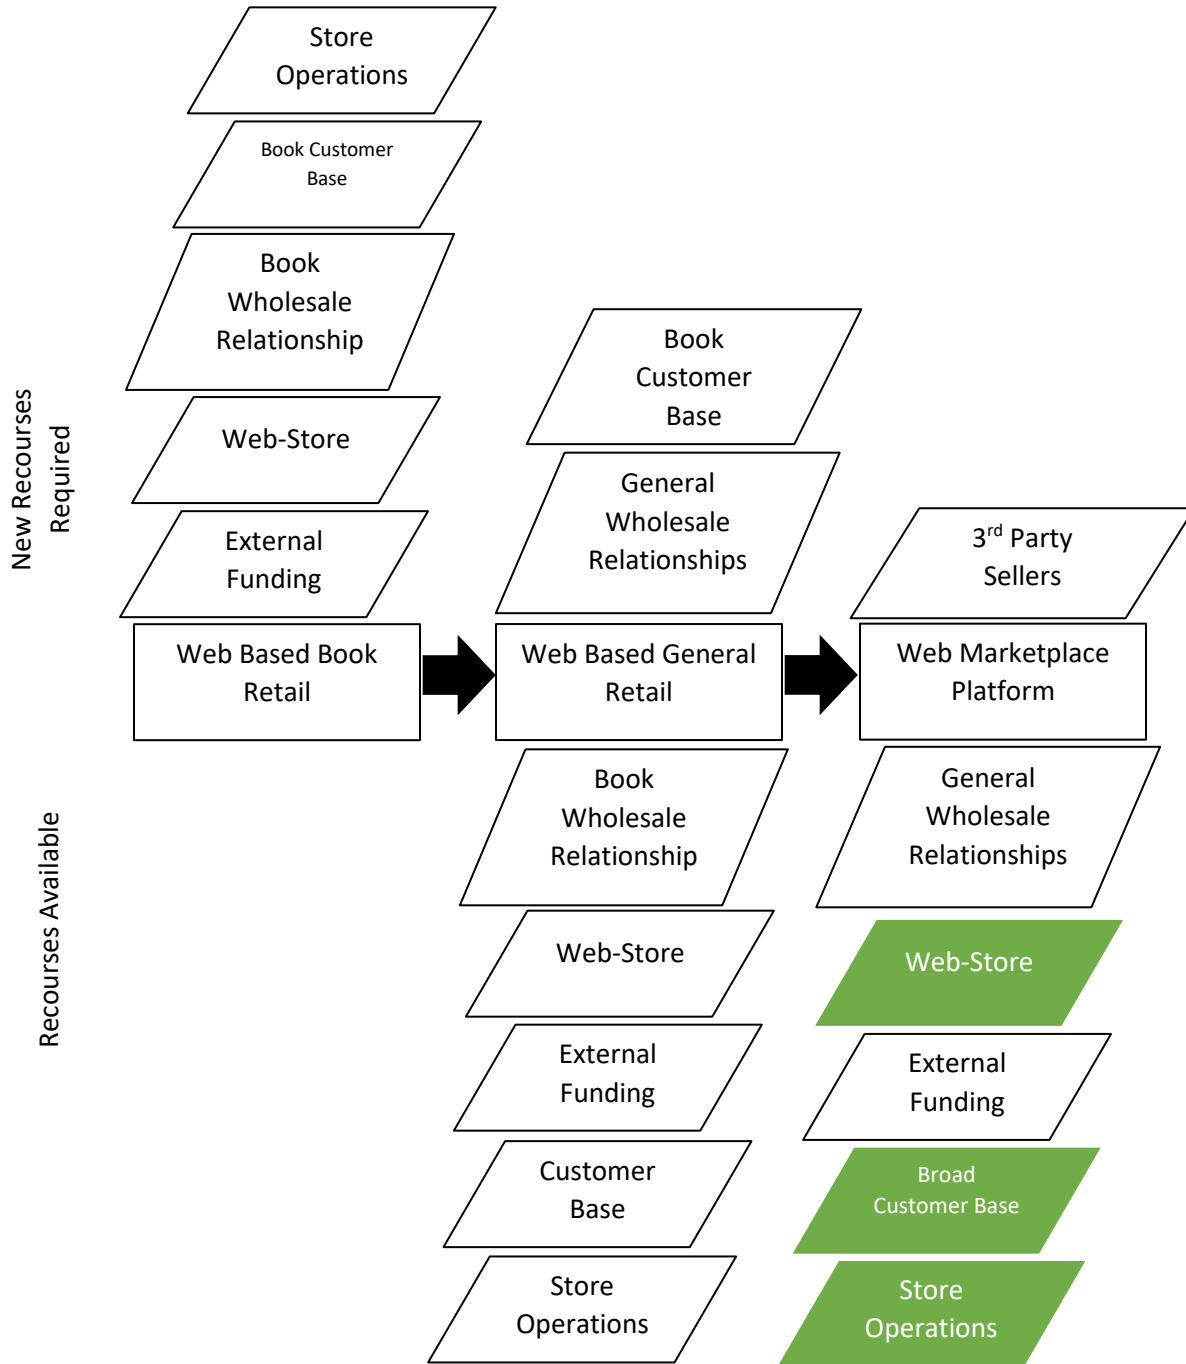 Store
Operations
Book Customer
Base
Book
Wholesale
Relationship
Web-Store
External
Funding
New Recourses
Required
Book
Customer
Base
General
Wholesale
Relationships
3rd Party
Sellers
Web Based Book
Retail
Web Based General
Retail
Web Marketplace
Platform
Recourses Available
Book
Wholesale
Relationship
Web-Store
External
Funding
Customer
Base
Store
Operations
General
Wholesale
Relationships
Web-Store
External
Funding
Broad
Customer Base
Store
Operations